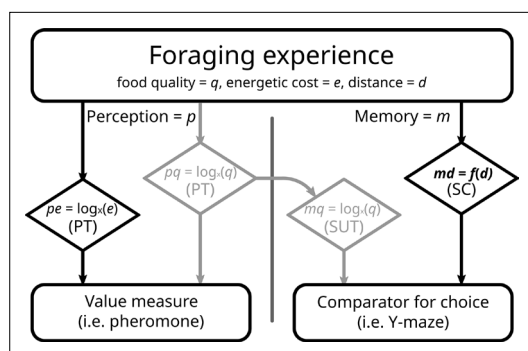 Foraging experience
food quality = q, energetic cost = e, distance = d
Perception = p
Memory = m
pq = logₓ(q)
(PT)
md = f(d)
(SC)
pe = logₓ(e)
(PT)
mq = logₓ(q)
(SUT)
Value measure
(i.e. pheromone)
Comparator for choice
(i.e. Y-maze)